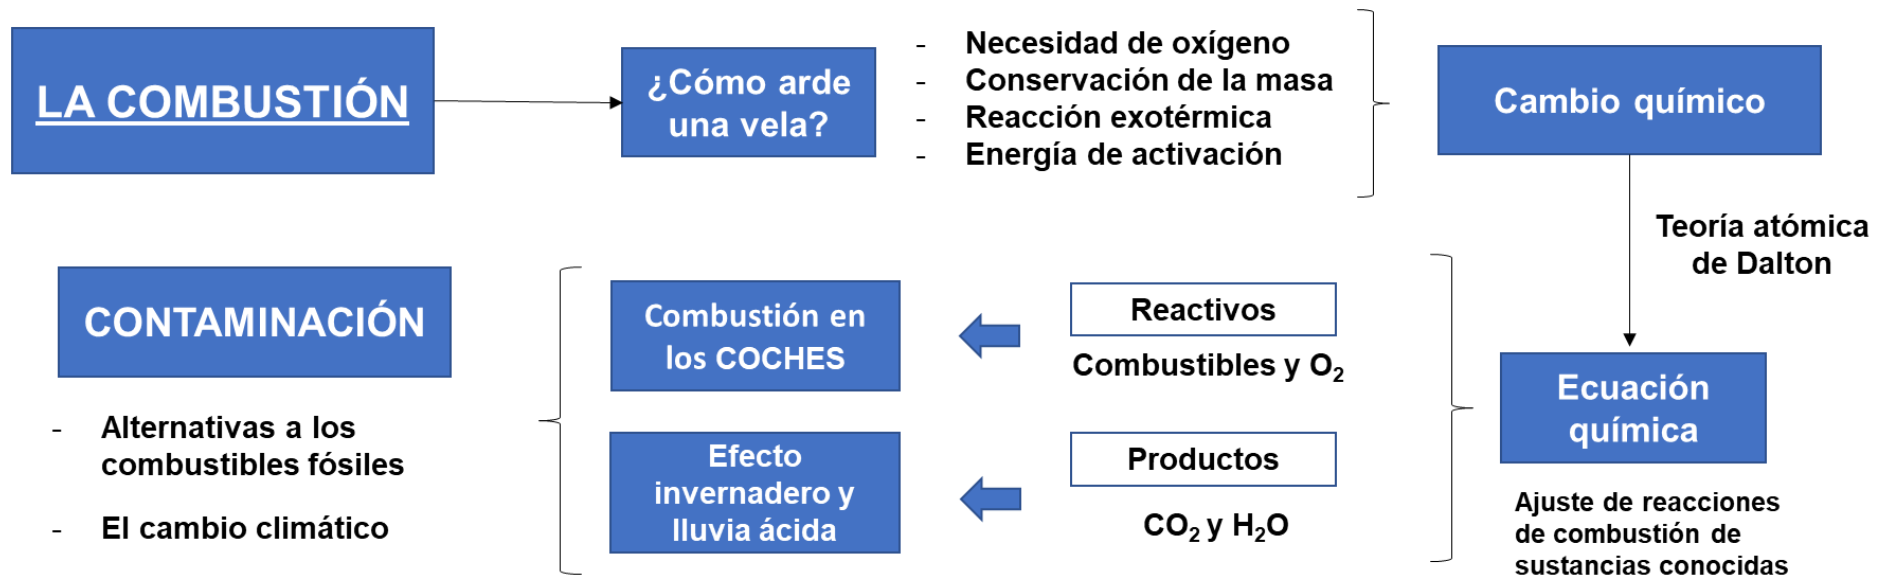 LA COMBUSTIÓN
¿Cómo arde
una vela?
- Necesidad de oxígeno
- Conservación de la masa
- Reacción exotérmica
- Energía de activación
Cambio químico
Teoría atómica
de Dalton
Ecuación
química
Ajuste de reacciones
de combustión de
sustancias conocidas
Reactivos
Combustibles y O₂
Productos
CO₂ y H₂O
Combustión en
los COCHES
Efecto
invernadero y
lluvia ácida
CONTAMINACIÓN
- Alternativas a los
combustibles fósiles
- El cambio climático